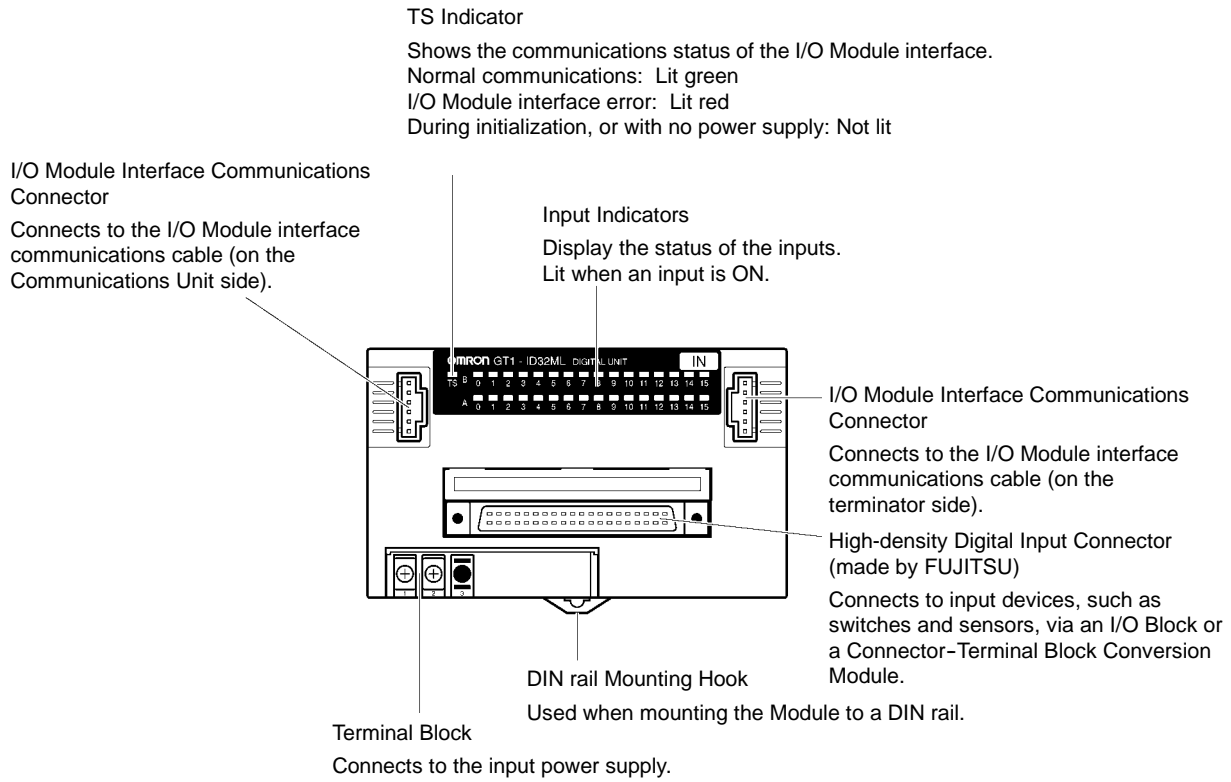 TS Indicator
Shows the communications status of the I/O Module interface.
Normal communications: Lit green
I/O Module interface error: Lit red
During initialization, or with no power supply: Not lit
I/O Module Interface Communications
Connector
Connects to the I/O Module interface
communications cable (on the
Communications Unit side).
Input Indicators
Display the status of the inputs.
Lit when an input is ON.
OMRON GT1 - ID32ML DIGITAL UNIT IN
TS B 0 1 2 3 4 5 6 7 8 9 10 11 12 13 14 15
A 0 1 2 3 4 5 6 7 8 9 10 11 12 13 14 15
I/O Module Interface Communications
Connector
Connects to the I/O Module interface
communications cable (on the
terminator side).
High-density Digital Input Connector
(made by FUJITSU)
Connects to input devices, such as
switches and sensors, via an I/O Block or
a Connector-Terminal Block Conversion
Module.
1 2 3
DIN rail Mounting Hook
Used when mounting the Module to a DIN rail.
Terminal Block
Connects to the input power supply.